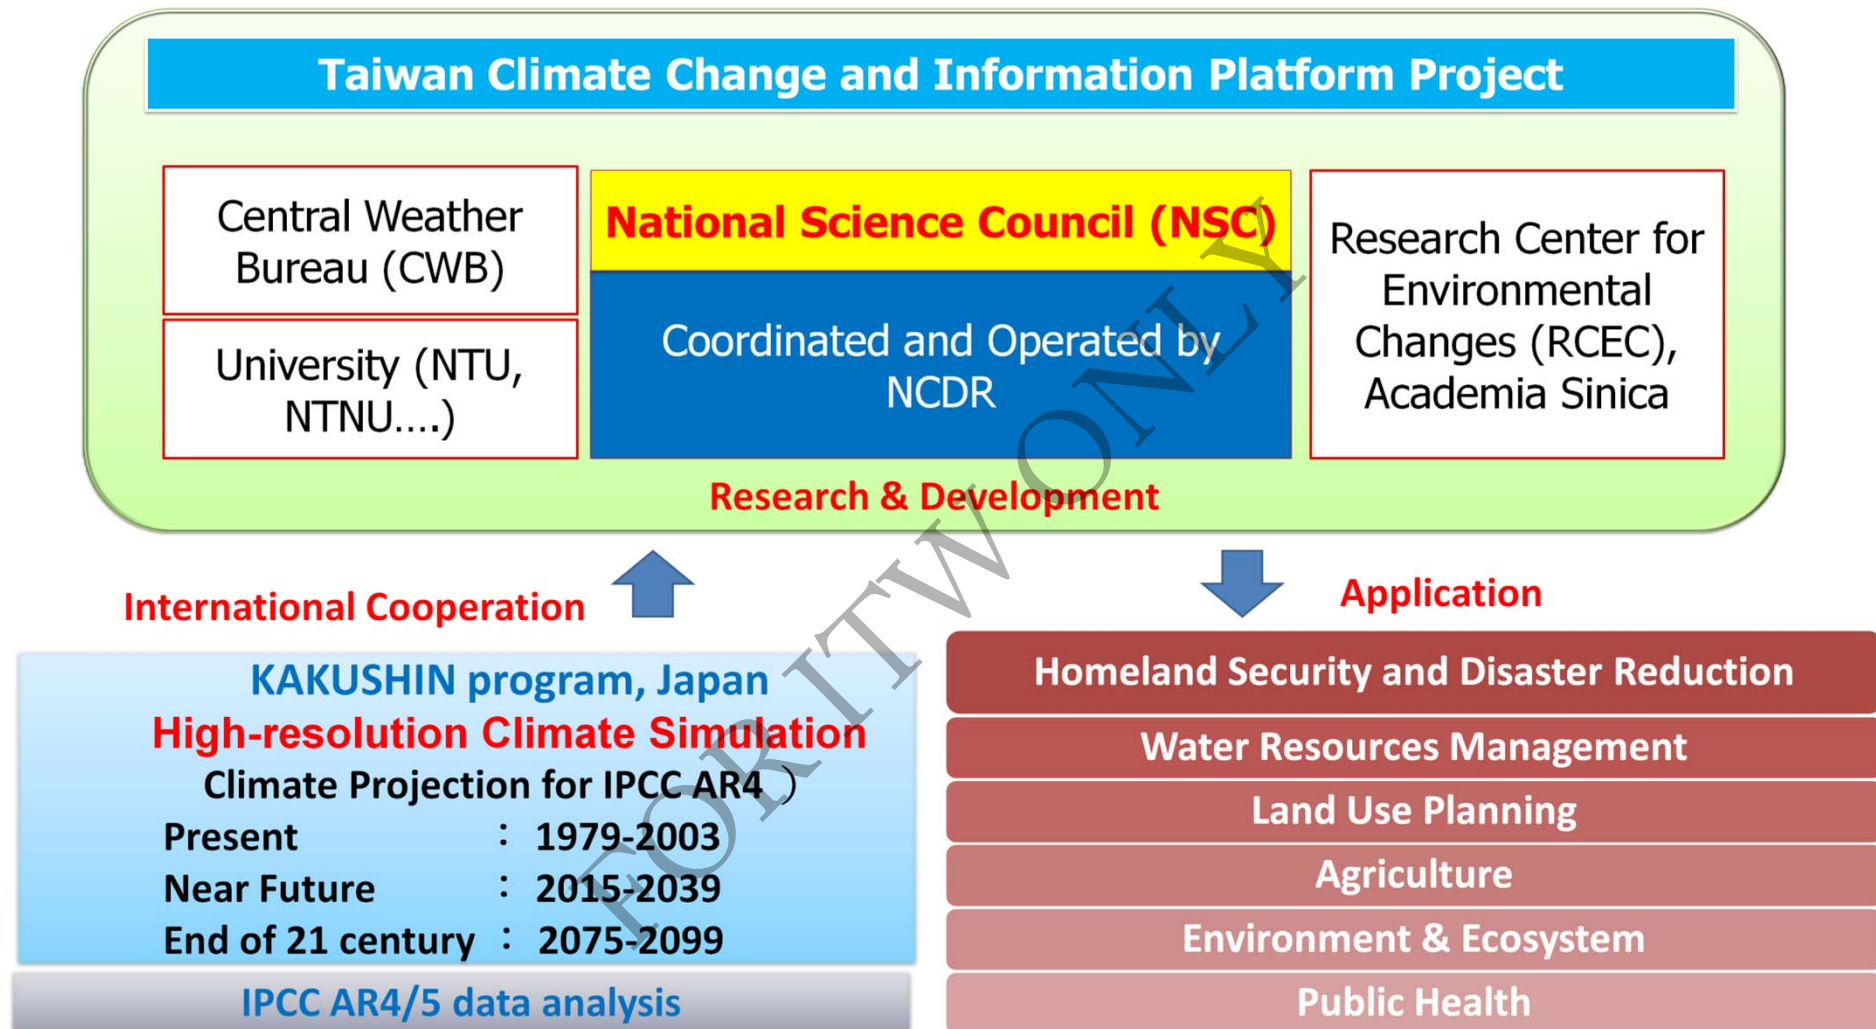 Taiwan Climate Change and Information Platform Project
Central Weather
Bureau (CWB)
University (NTU,
NTNU....)
National Science Council (NSC)
Coordinated and Operated by
NCDR
Research Center for
Environmental
Changes (RCEC),
Academia Sinica
Research & Development
International Cooperation
KAKUSHIN program, Japan
High-resolution Climate Simulation
Climate Projection for IPCC AR4 ）
Present ： 1979-2003
Near Future ： 2015-2039
End of 21 century ： 2075-2099
IPCC AR4/5 data analysis
Application
Homeland Security and Disaster Reduction
Water Resources Management
Land Use Planning
Agriculture
Environment & Ecosystem
Public Health
FOR ITW ONLY